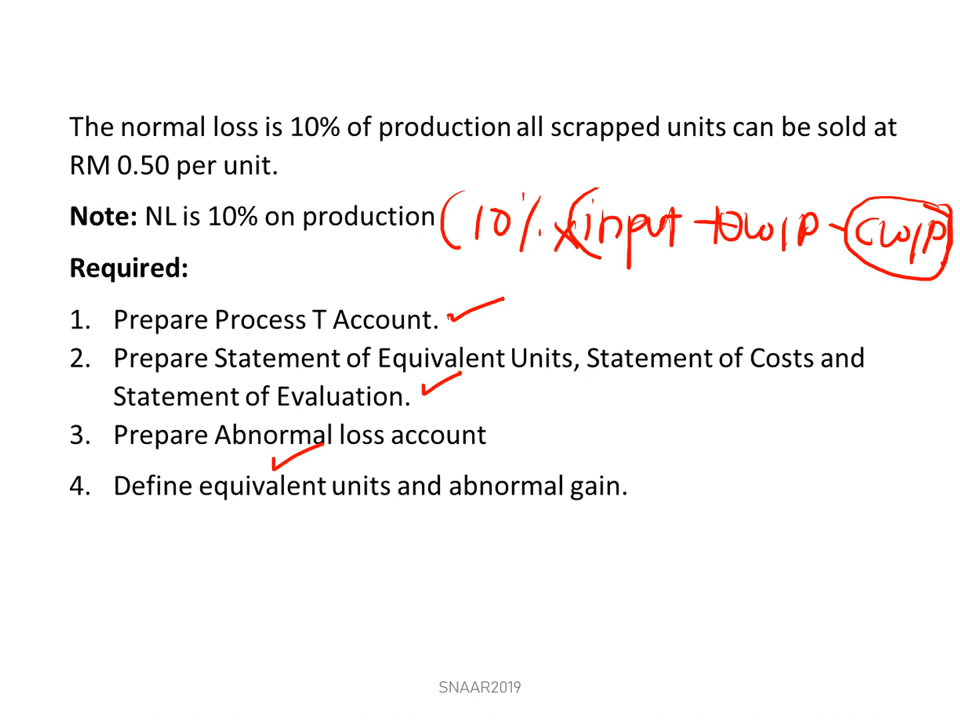 The normal loss is 10% of production all scrapped units can be sold at
RM 0.50 per unit.
Note: NL is 10% on production (10% x (input + OWIP - CWIP)
Required:
1. Prepare Process T Account.
2. Prepare Statement of Equivalent Units, Statement of Costs and
Statement of Evaluation.
3. Prepare Abnormal loss account
4. Define equivalent units and abnormal gain.
SNAAR2019